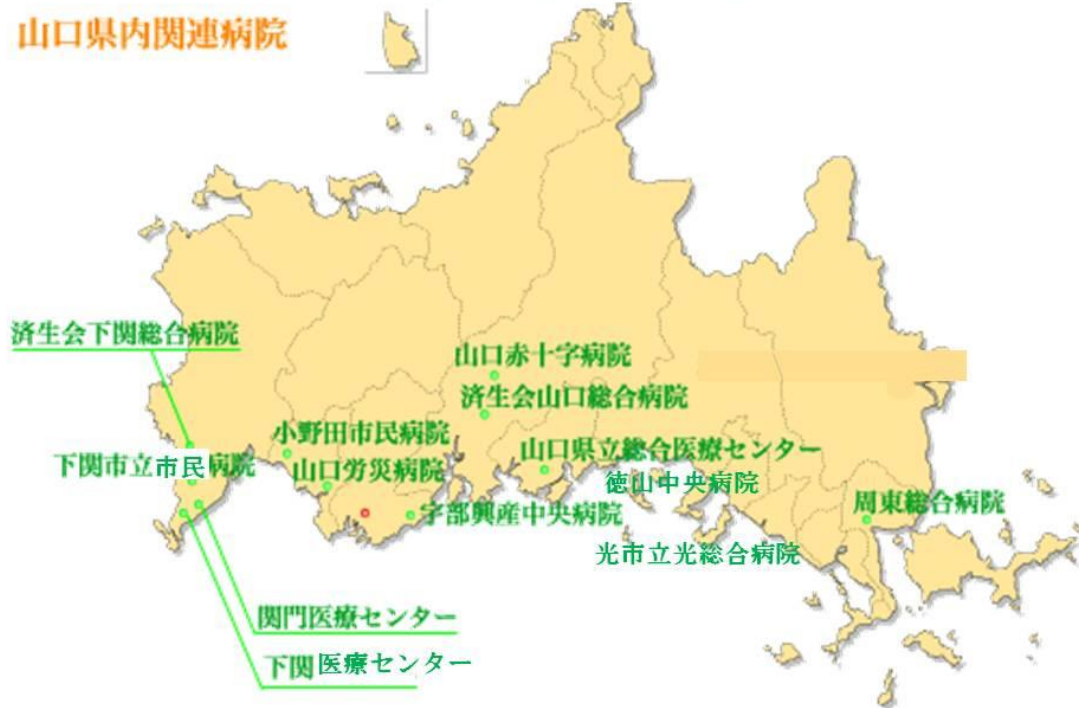 山口県内関連病院
済生会下関総合病院
山口赤十字病院
済生会山口総合病院
小野田市民病院
山口県立総合医療センター
下関市立市民病院
山口労災病院
徳山中央病院
周東総合病院
宇部興産中央病院
光市立光総合病院
関門医療センター
下関医療センター